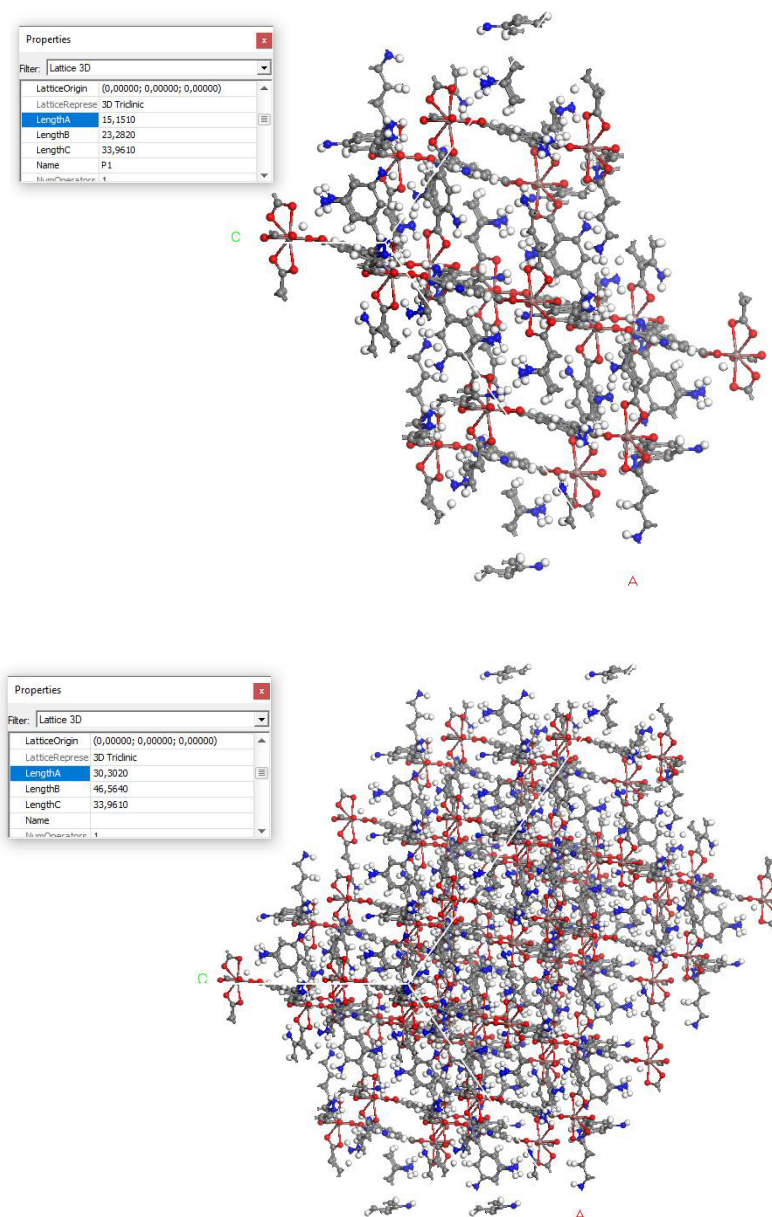 Properties
x
Filter: Lattice 3D
LatticeOrigin (0,00000; 0,00000; 0,00000)
LatticeReprese 3D Triclinic
LengthA 15,1510
LengthB 23,2820
LengthC 33,9610
Name P1
NumOperators 1
C
A
Properties
x
Filter: Lattice 3D
LatticeOrigin (0,00000; 0,00000; 0,00000)
LatticeReprese 3D Triclinic
LengthA 30,3020
LengthB 46,5640
LengthC 33,9610
Name
NumOperators 1
C
A